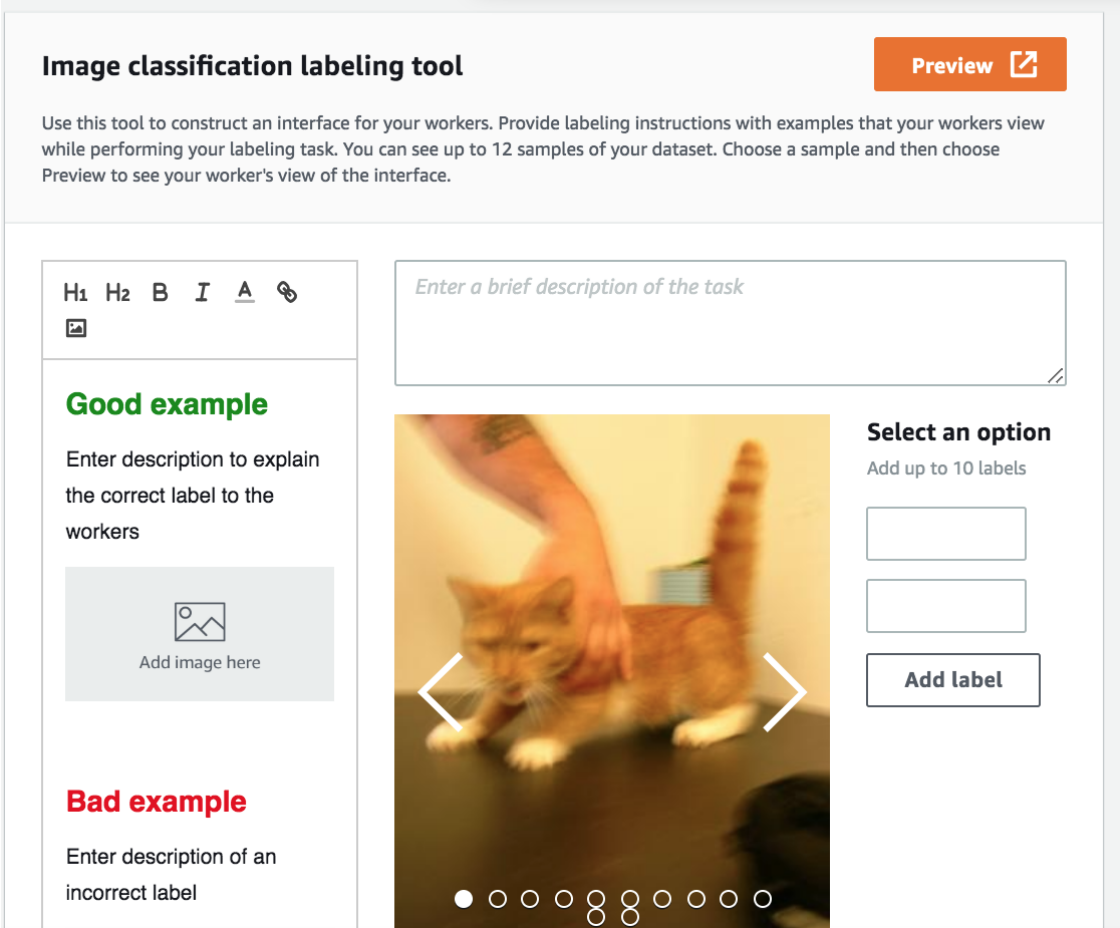 Image classification labeling tool
Preview
Use this tool to construct an interface for your workers. Provide labeling instructions with examples that your workers view
while performing your labeling task. You can see up to 12 samples of your dataset. Choose a sample and then choose
Preview to see your worker's view of the interface.
H1 H2 B I A
Enter a brief description of the task
Good example
Enter description to explain
the correct label to the
workers
Add image here
Bad example
Enter description of an
incorrect label
Select an option
Add up to 10 labels
Add label